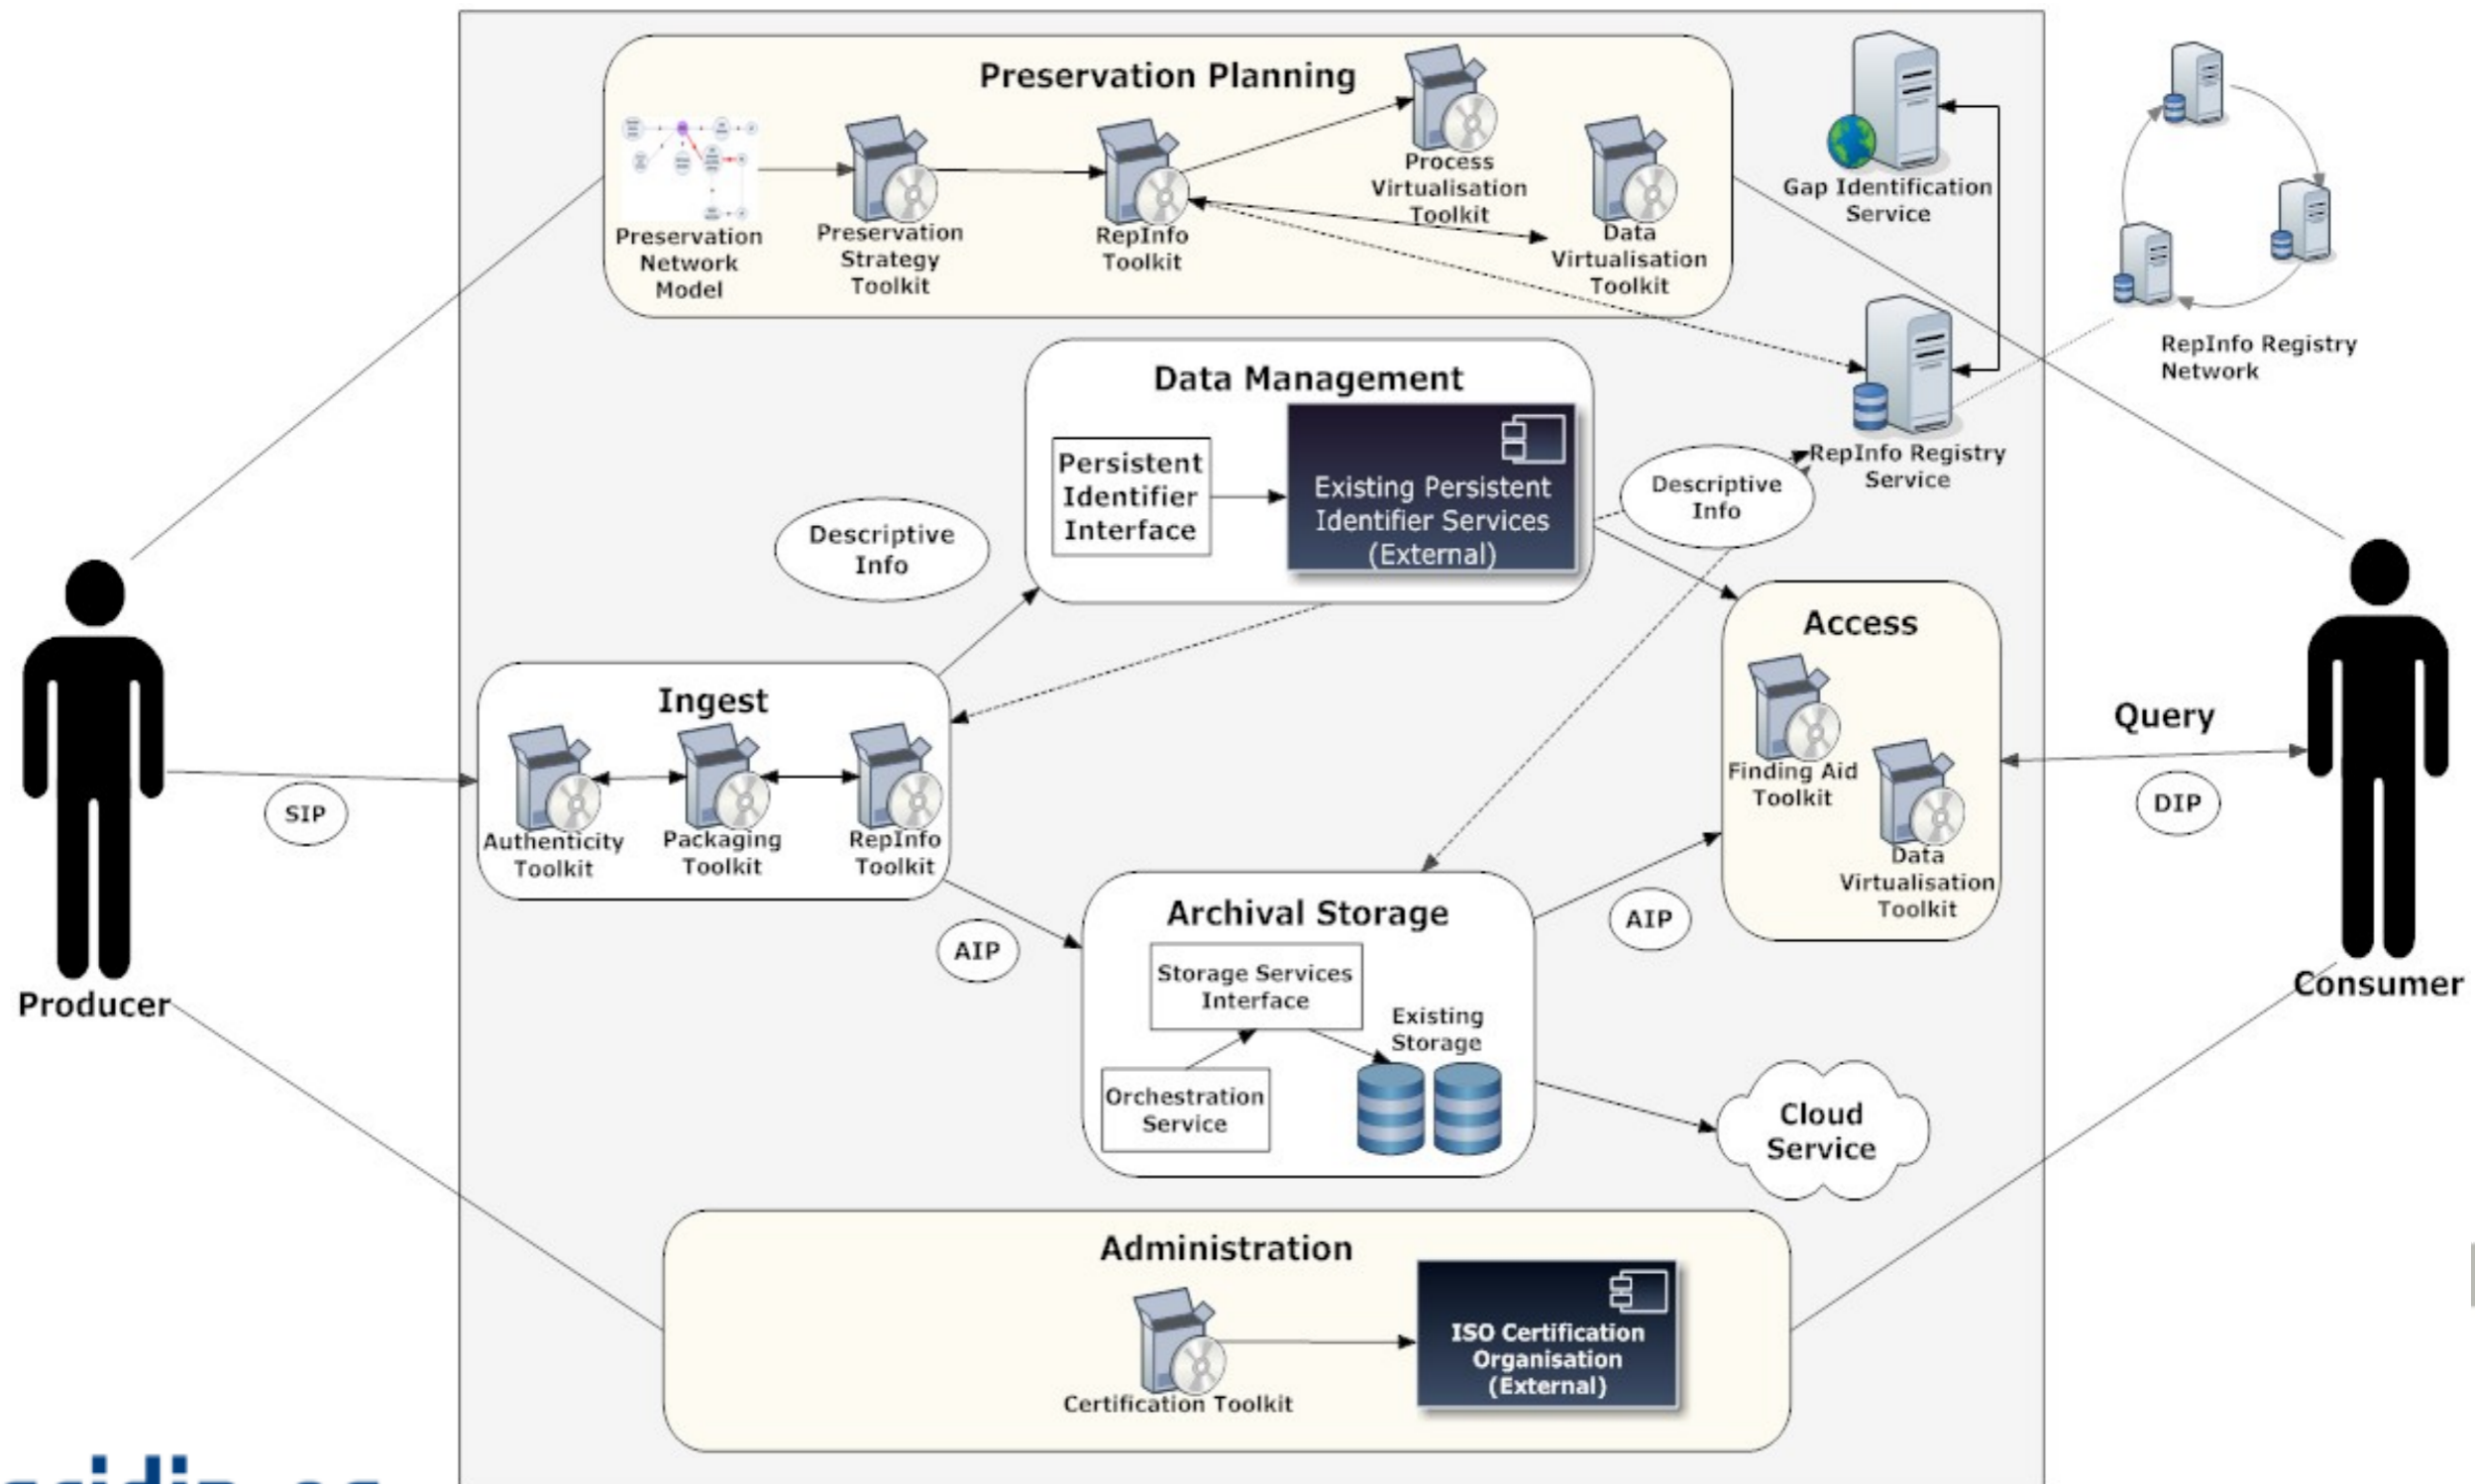 Preservation Planning
Preservation
Network
Model
Preservation
Strategy
Toolkit
RepInfo
Toolkit
Process
Virtualisation
Toolkit
Data
Virtualisation
Toolkit
Gap Identification
Service
RepInfo Registry
Network
RepInfo Registry
Service
Data Management
Persistent
Identifier
Interface
Existing Persistent
Identifier Services
(External)
Descriptive
Info
Descriptive
Info
Ingest
Authenticity
Toolkit
Packaging
Toolkit
RepInfo
Toolkit
Access
Finding Aid
Toolkit
Data
Virtualisation
Toolkit
Query
DIP
SIP
AIP
AIP
Producer
Consumer
Archival Storage
Storage Services
Interface
Existing
Storage
Orchestration
Service
Cloud
Service
Administration
Certification Toolkit
ISO Certification
Organisation
(External)